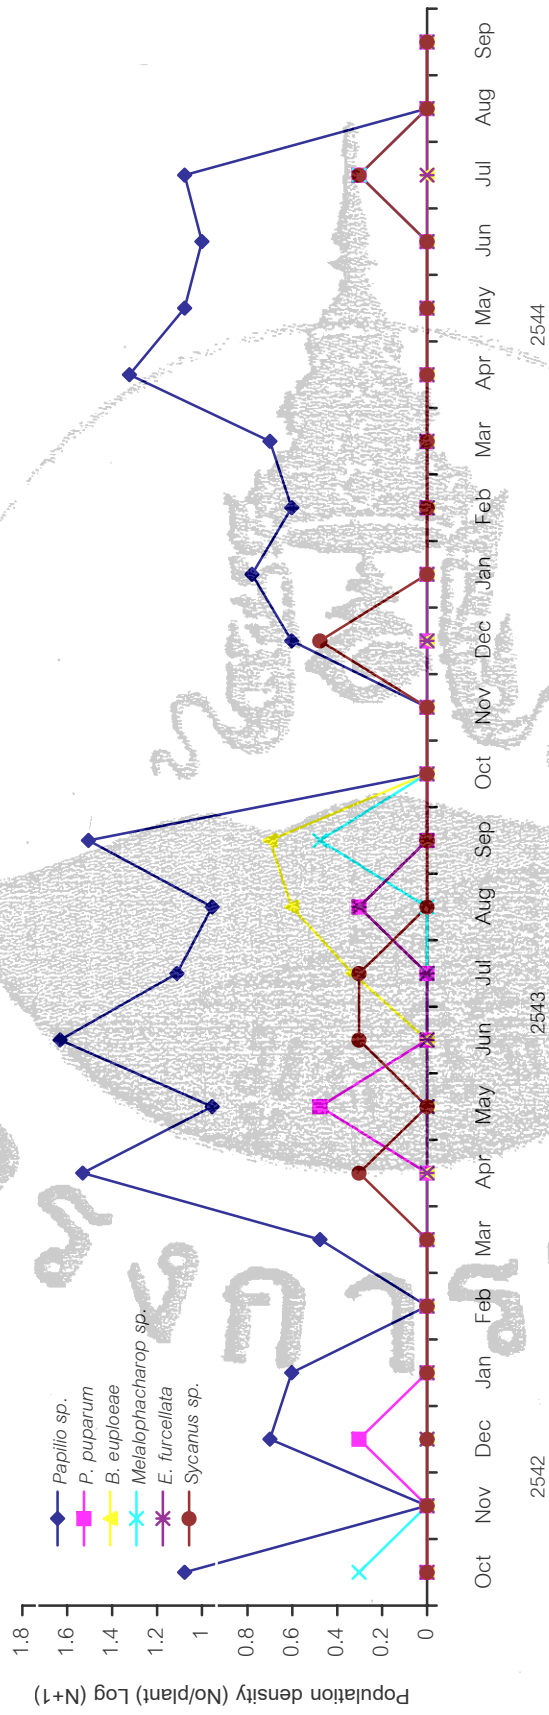 Population density (No/plant) Log (N+1)
1.8
1.6
1.4
1.2
1
0.8
0.6
0.4
0.2
0
Papilio sp.
P. puparum
B. euploeae
Melalophacharop sp.
E. furcellata
Sycanus sp.
Oct Nov Dec Jan Feb Mar Apr May Jun Jul Aug Sep Oct Nov Dec Jan Feb Mar Apr May Jun Jul Aug Sep
2542 2543 2544